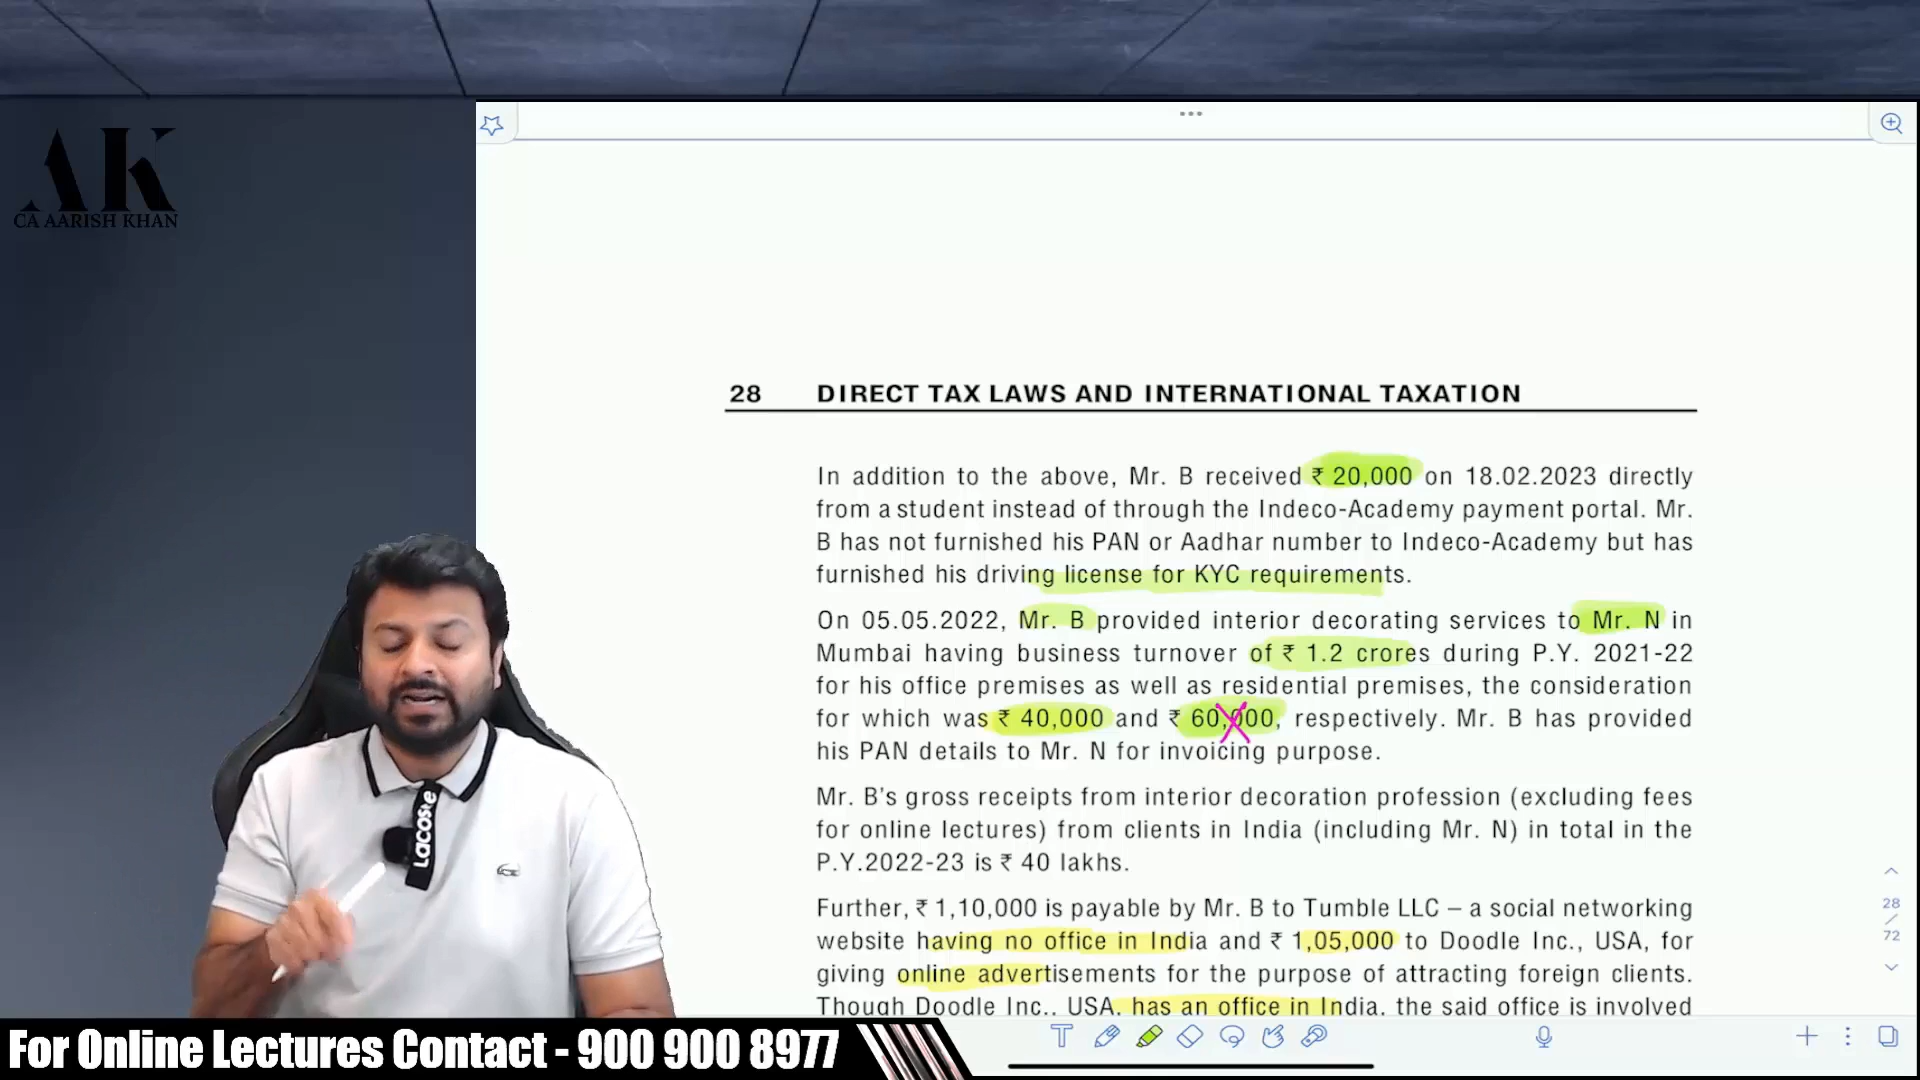 AK
CA AARISH KHAN
28 DIRECT TAX LAWS AND INTERNATIONAL TAXATION
In addition to the above, Mr. B received ₹ 20,000 on 18.02.2023 directly
from a student instead of through the Indeco-Academy payment portal. Mr.
B has not furnished his PAN or Aadhar number to Indeco-Academy but has
furnished his driving license for KYC requirements.
On 05.05.2022, Mr. B provided interior decorating services to Mr. N in
Mumbai having business turnover of ₹ 1.2 crores during P.Y. 2021-22
for his office premises as well as residential premises, the consideration
for which was ₹ 40,000 and ₹ 60,000, respectively. Mr. B has provided
his PAN details to Mr. N for invoicing purpose.
Mr. B's gross receipts from interior decoration profession (excluding fees
for online lectures) from clients in India (including Mr. N) in total in the
P.Y.2022-23 is ₹ 40 lakhs.
Further, ₹ 1,10,000 is payable by Mr. B to Tumble LLC – a social networking
website having no office in India and ₹ 1,05,000 to Doodle Inc., USA, for
giving online advertisements for the purpose of attracting foreign clients.
Though Doodle Inc., USA, has an office in India, the said office is involved
28
/
72
LACOSTE
For Online Lectures Contact - 900 900 8977